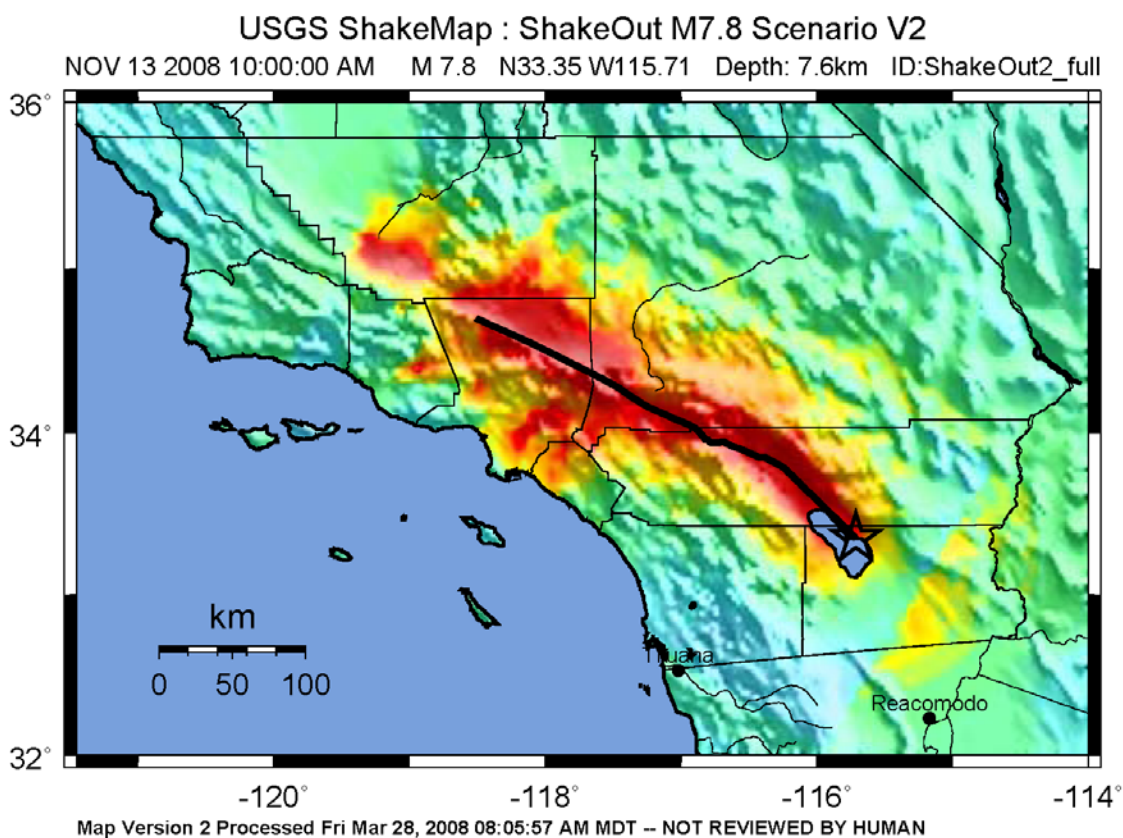 USGS ShakeMap : ShakeOut M7.8 Scenario V2
NOV 13 2008 10:00:00 AM M 7.8 N33.35 W115.71 Depth: 7.6km ID:ShakeOut2_full
36°
34°
km
0 50 100
Tijuana
Reacomodo
32°
-120° -118° -116° -114°
Map Version 2 Processed Fri Mar 28, 2008 08:05:57 AM MDT -- NOT REVIEWED BY HUMAN